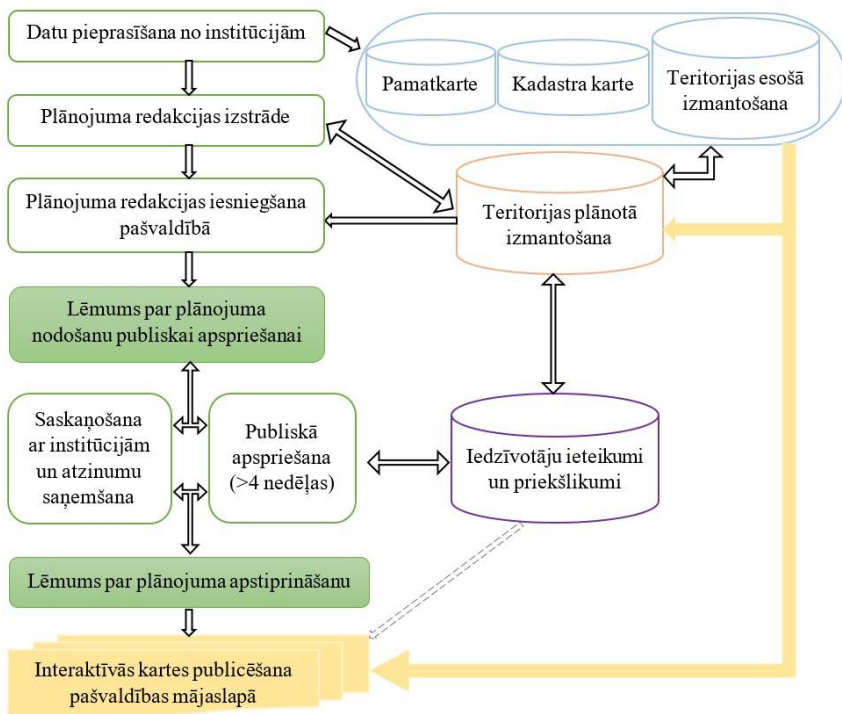 Datu pieprasīšana no institūcijām
Pamatkarte
Kadastra karte
Teritorijas esošā
izmantošana
Plānojuma redakcijas izstrāde
Plānojuma redakcijas iesniegšana
pašvaldībā
Teritorijas plānotā
izmantošana
Lēmums par plānojuma
nodošanu publiskai apspriešanai
Saskaņošana
ar institūcijām
un atzinumu
saņemšana
Publiskā
apspriešana
(>4 nedēļas)
Iedzīvotāju ieteikumi
un priekšlikumi
Lēmums par plānojuma apstiprināšanu
Interaktīvās kartes publicēšana
pašvaldības mājaslapā